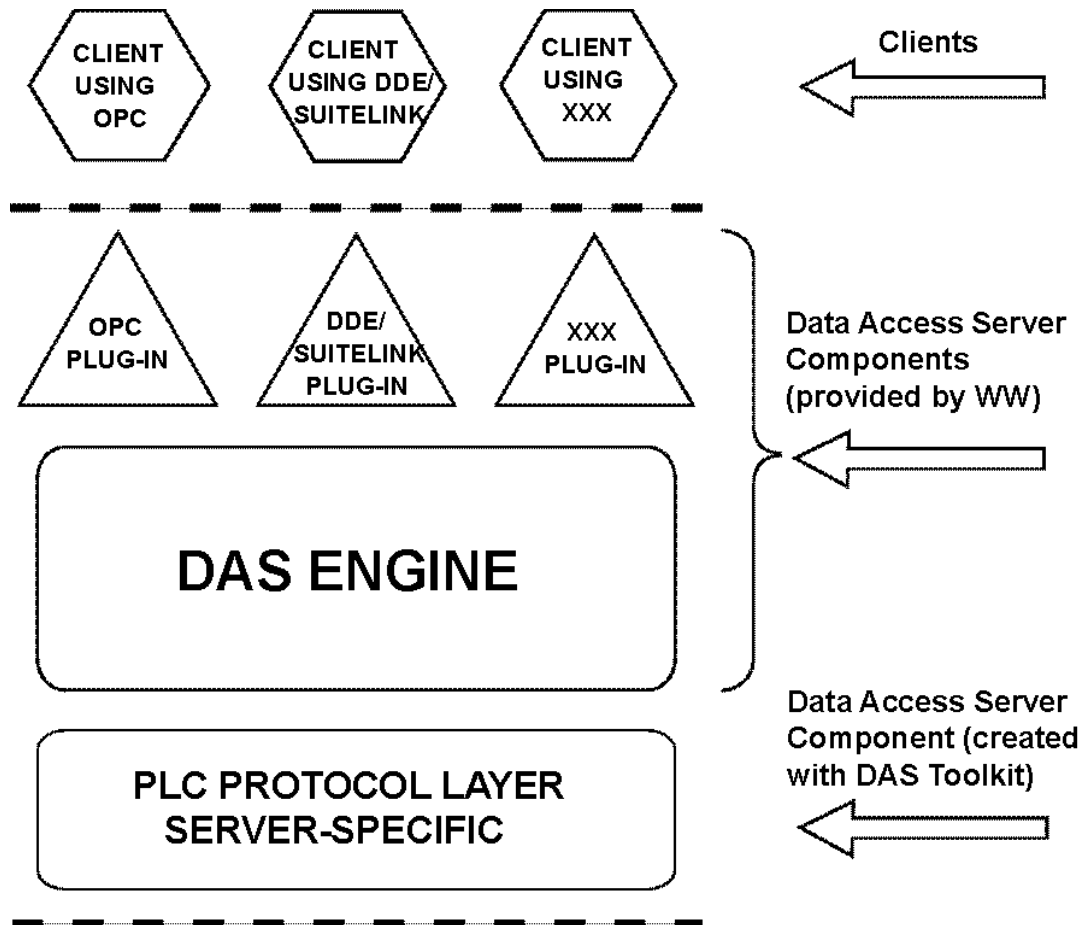 CLIENT
USING
OPC
CLIENT
USING DDE/
SUITELINK
CLIENT
USING
XXX
Clients
OPC
PLUG-IN
DDE/
SUITELINK
PLUG-IN
XXX
PLUG-IN
Data Access Server
Components
(provided by WW)
DAS ENGINE
Data Access Server
Component (created
with DAS Toolkit)
PLC PROTOCOL LAYER
SERVER-SPECIFIC